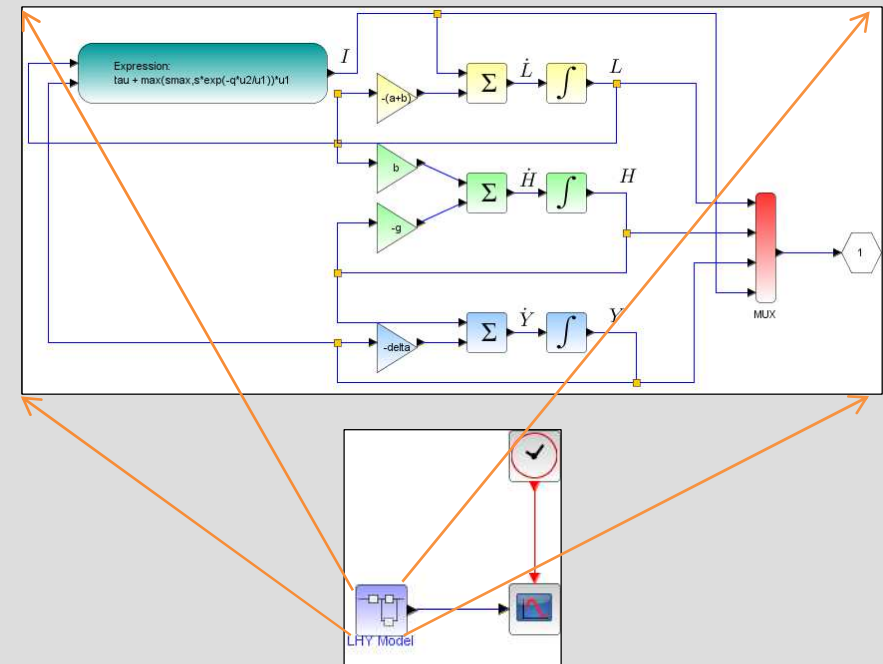 Expression:
tau + max(smax,s*exp(-q*u2/u1))*u1
I
-(a+b)
Σ
L̇
∫
L
b
-g
Σ
Ḣ
∫
H
-delta
Σ
Ẏ
∫
Y
MUX
1
LHY Model